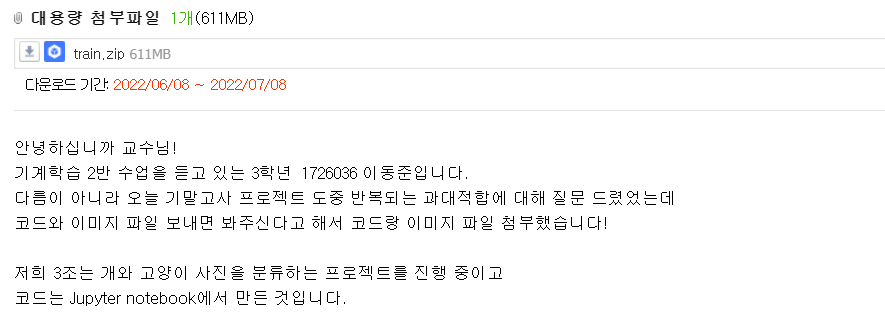 대용량 첨부파일 1개(611MB)
train.zip 611MB
다운로드 기간: 2022/06/08 ~ 2022/07/08
안녕하십니까 교수님!
기계학습 2반 수업을 듣고 있는 3학년 1726036 이동준입니다.
다름이 아니라 오늘 기말고사 프로젝트 도중 반복되는 과대적합에 대해 질문 드렸었는데
코드와 이미지 파일 보내면 봐주신다고 해서 코드랑 이미지 파일 첨부했습니다!
저희 3조는 개와 고양이 사진을 분류하는 프로젝트를 진행 중이고
코드는 Jupyter notebook에서 만든 것입니다.